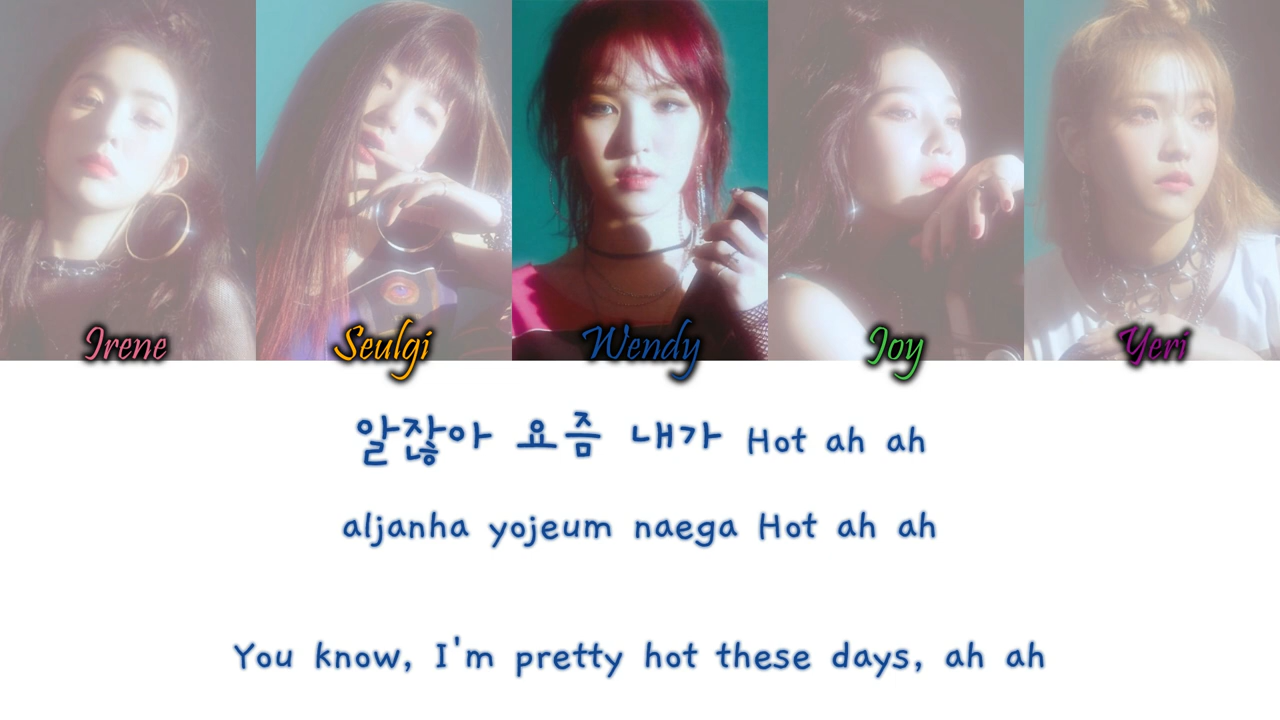 Irene
Seulgi
Wendy
Joy
Yeri
알잖아 요즘 내가 Hot ah ah
aljanha yojeum naega Hot ah ah
You know, I'm pretty hot these days, ah ah